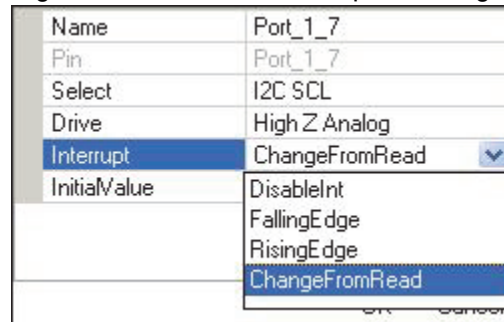 Name Port_1_7
Pin Port_1_7
Select I2C SCL
Drive High Z Analog
Interrupt ChangeFromRead
InitialValue
DisableInt
FallingEdge
RisingEdge
ChangeFromRead